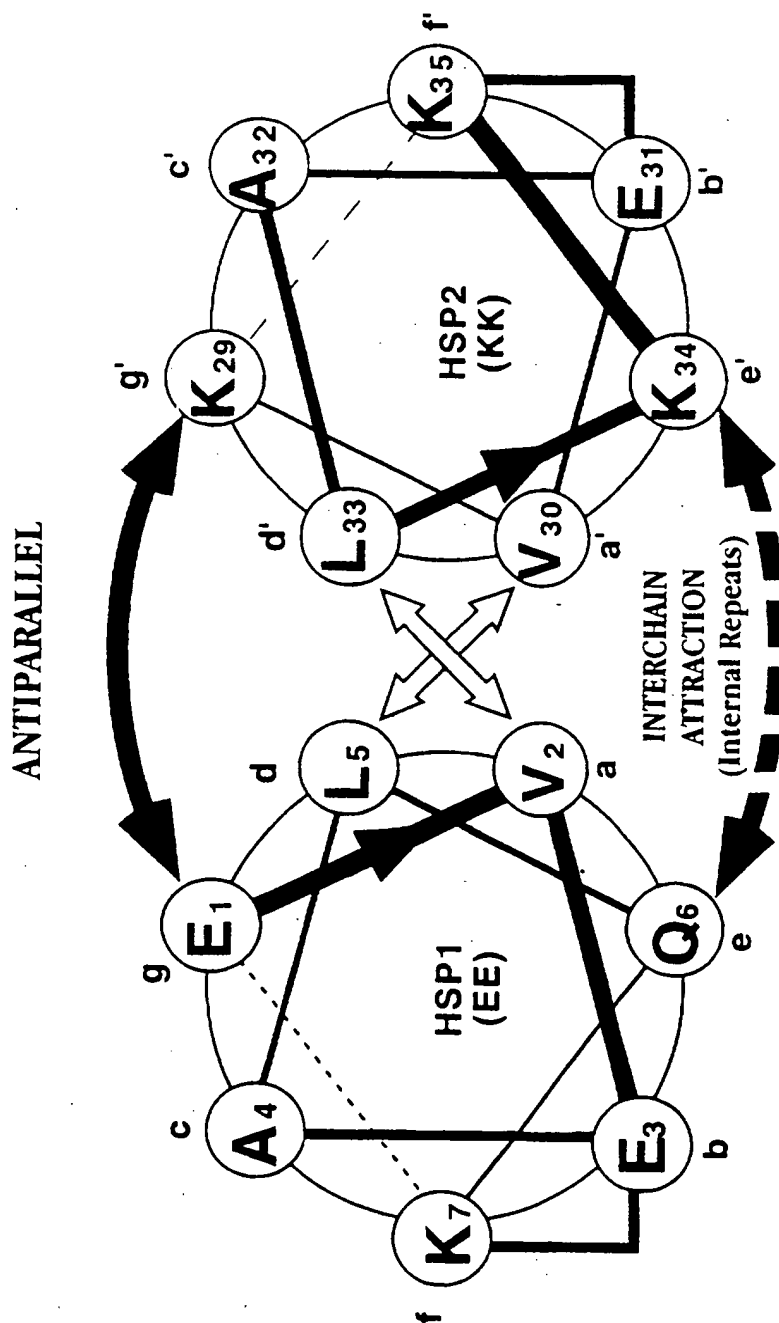 ANTIPARALLEL
g
E1
d
L5
c
A4
f
K7
b
E3
e
Q6
a
V2
HSP1
(EE)
g'
K29
d'
L33
c'
A32
f'
K35
b'
E31
e'
K34
a'
V30
HSP2
(KK)
INTERCHAIN
ATTRACTION
(Internal Repeats)